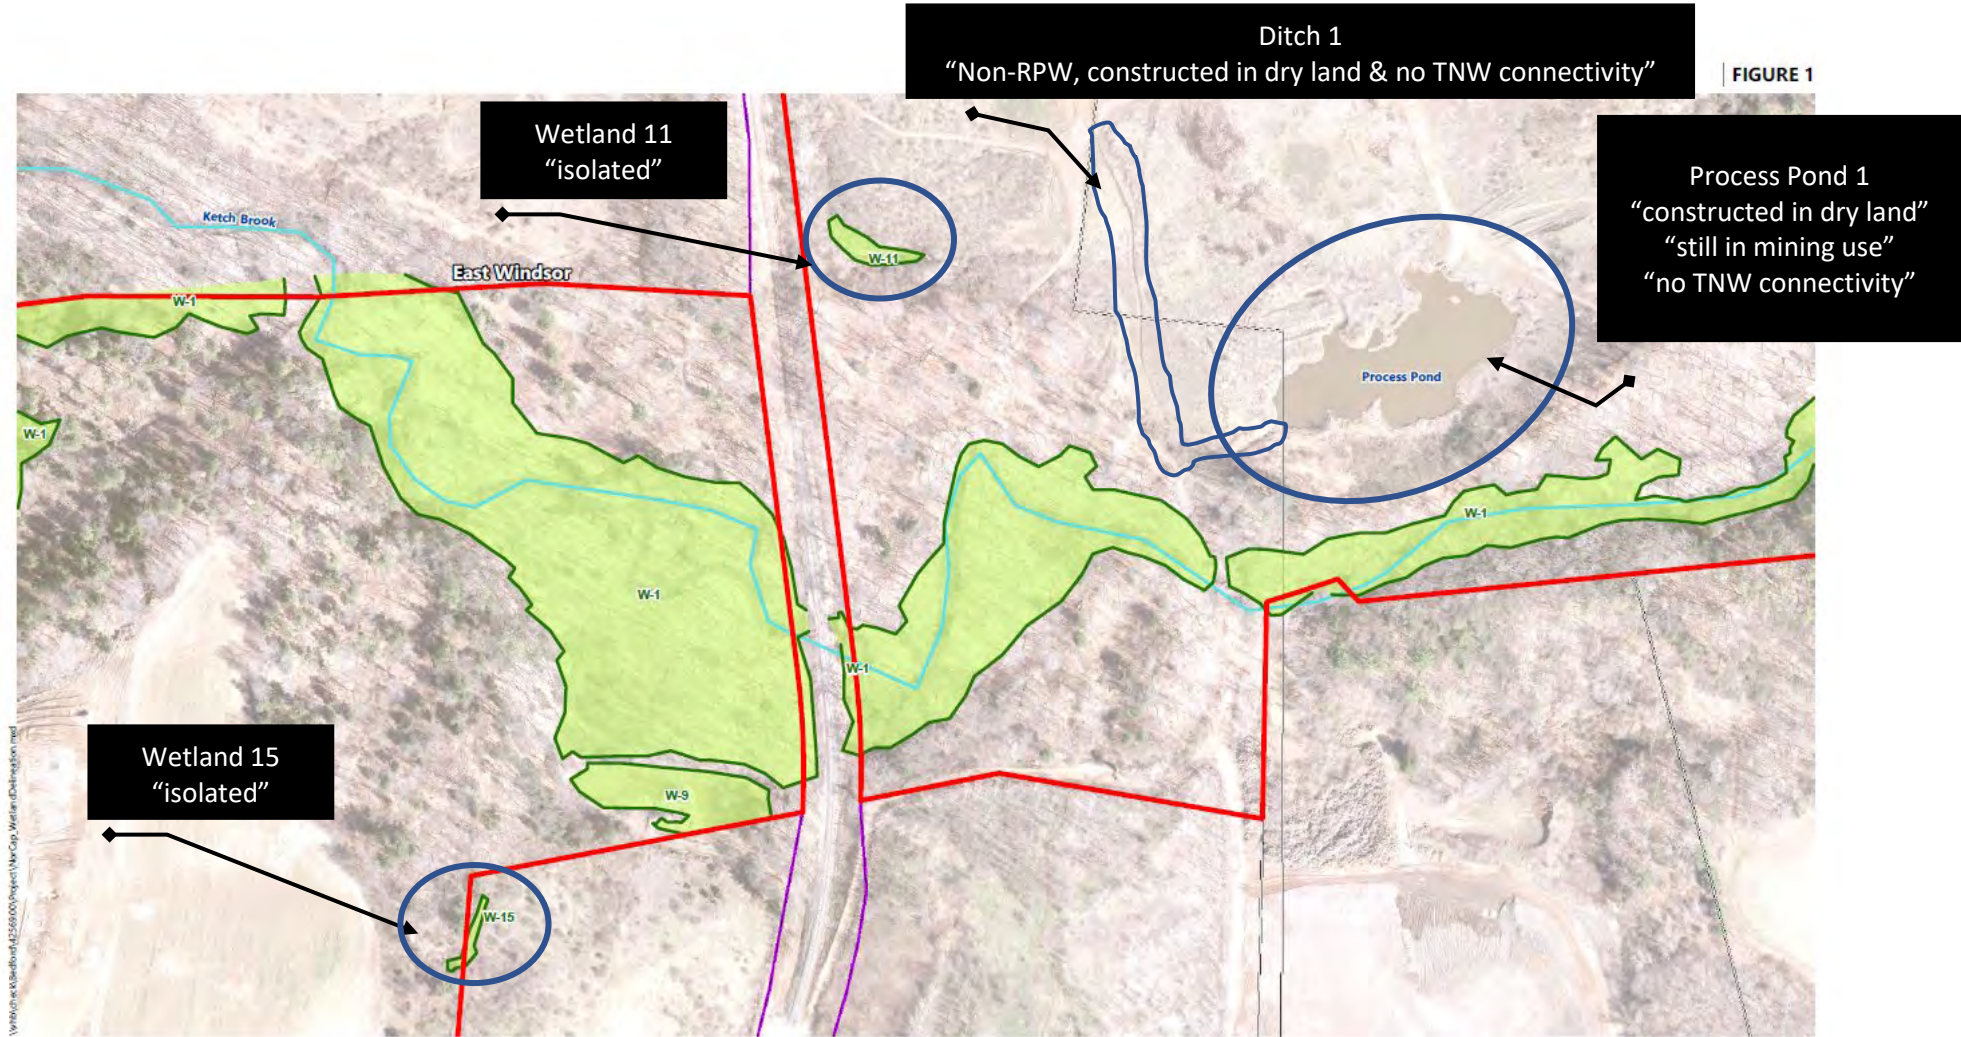 Ditch 1
“Non-RPW, constructed in dry land & no TNW connectivity”
FIGURE 1
Wetland 11
“isolated”
Process Pond 1
“constructed in dry land”
“still in mining use”
“no TNW connectivity”
Ketch Brook
East Windsor
W-11
W-1
W-1
Process Pond
W-1
W-1
W-1
W-9
Wetland 15
“isolated”
W-15